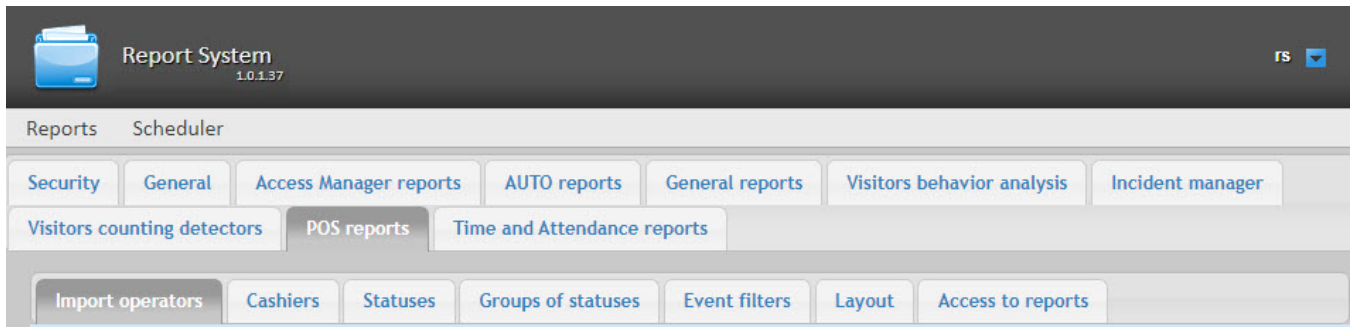 Report System
1.0.1.37
rs
Reports Scheduler
Security General Access Manager reports AUTO reports General reports Visitors behavior analysis Incident manager
Visitors counting detectors POS reports Time and Attendance reports
Import operators Cashiers Statuses Groups of statuses Event filters Layout Access to reports